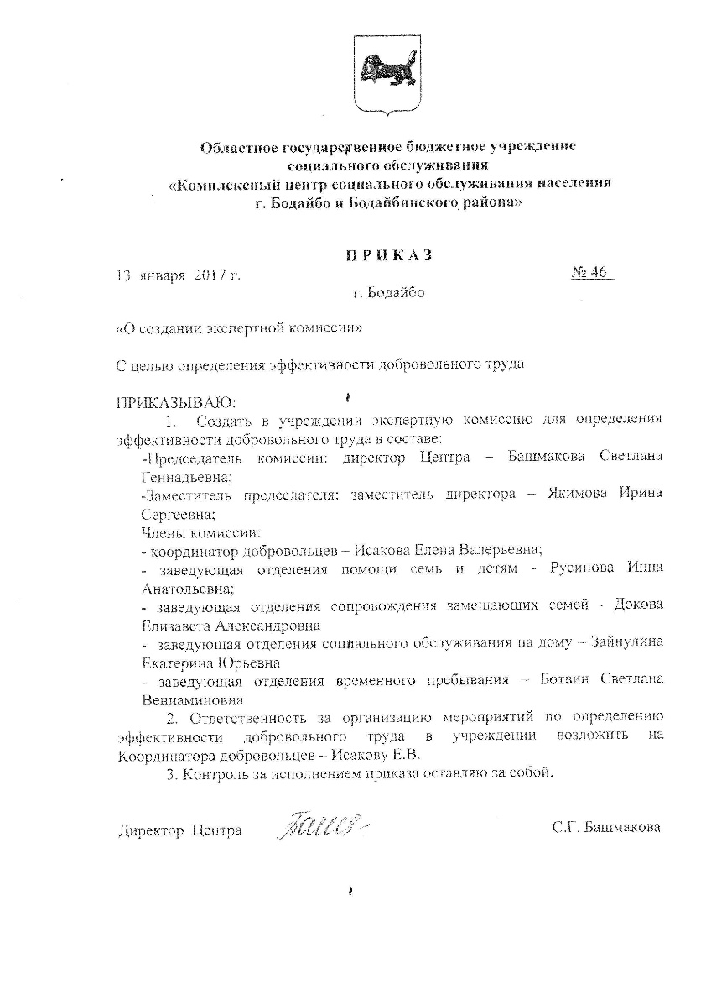 Областное государственное бюджетное учреждение
социального обслуживания
«Комплексный центр социального обслуживания населения
г. Бодайбо и Бодайбинского района»
П Р И К А З
13 января 2017 г.
№ 46_
г. Бодайбо
«О создании экспертной комиссии»
С целью определения эффективности добровольного труда
ПРИКАЗЫВАЮ:
1. Создать в учреждении экспертную комиссию для определения
эффективности добровольного труда в составе:
-Председатель комиссии: директор Центра – Башмакова Светлана
Геннадьевна;
-Заместитель председателя: заместитель директора – Якимова Ирина
Сергеевна;
Члены комиссии:
- координатор добровольцев – Исакова Елена Валерьевна;
- заведующая отделения помощи семь и детям - Русинова Инна
Анатольевна;
- заведующая отделения сопровождения замещающих семей - Докова
Елизавета Александровна
- заведующая отделения социального обслуживания на дому – Зайнулина
Екатерина Юрьевна
- заведующая отделения временного пребывания – Ботвин Светлана
Вениаминовна
2. Ответственность за организацию мероприятий по определению
эффективности добровольного труда в учреждении возложить на
Координатора добровольцев – Исакову Е.В.
3. Контроль за исполнением приказа оставляю за собой.
Директор Центра
С.Г. Башмакова